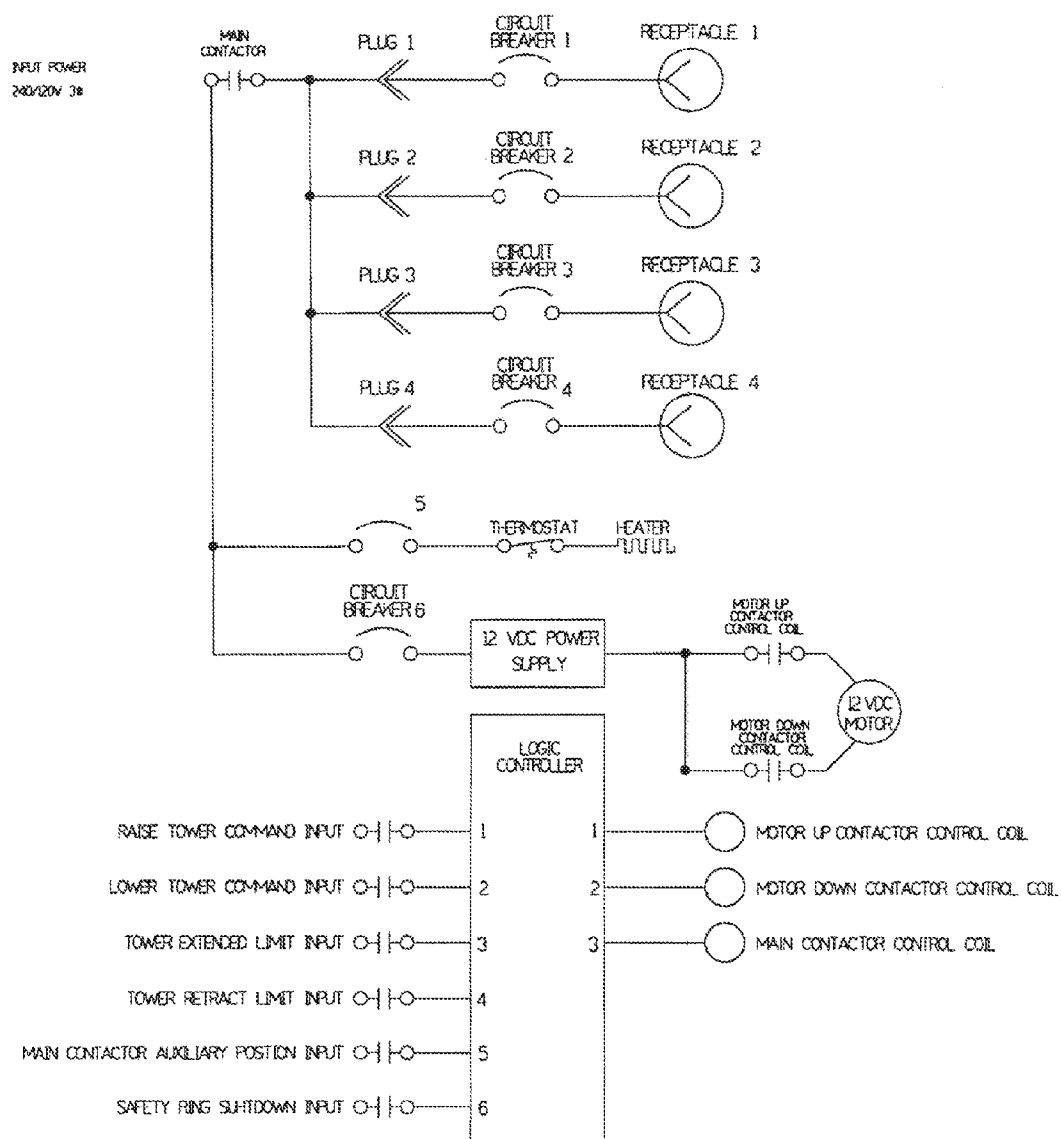 INPUT POWER
240/120V 3Ø
MAIN
CONTACTOR
PLUG 1
CIRCUIT
BREAKER 1
RECEPTACLE 1
PLUG 2
CIRCUIT
BREAKER 2
RECEPTACLE 2
PLUG 3
CIRCUIT
BREAKER 3
RECEPTACLE 3
PLUG 4
CIRCUIT
BREAKER 4
RECEPTACLE 4
5
THERMOSTAT
HEATER
CIRCUIT
BREAKER 6
12 VDC POWER
SUPPLY
MOTOR UP
CONTACTOR
CONTROL COIL
12 VDC
MOTOR
MOTOR DOWN
CONTACTOR
CONTROL COIL
LOGIC
CONTROLLER
RAISE TOWER COMMAND INPUT 1
1 MOTOR UP CONTACTOR CONTROL COIL
LOWER TOWER COMMAND INPUT 2
2 MOTOR DOWN CONTACTOR CONTROL COIL
TOWER EXTENDED LIMIT INPUT 3
3 MAIN CONTACTOR CONTROL COIL
TOWER RETRACT LIMIT INPUT 4
MAIN CONTACTOR AUXILIARY POSTION INPUT 5
SAFETY RING SUHTDOWN INPUT 6